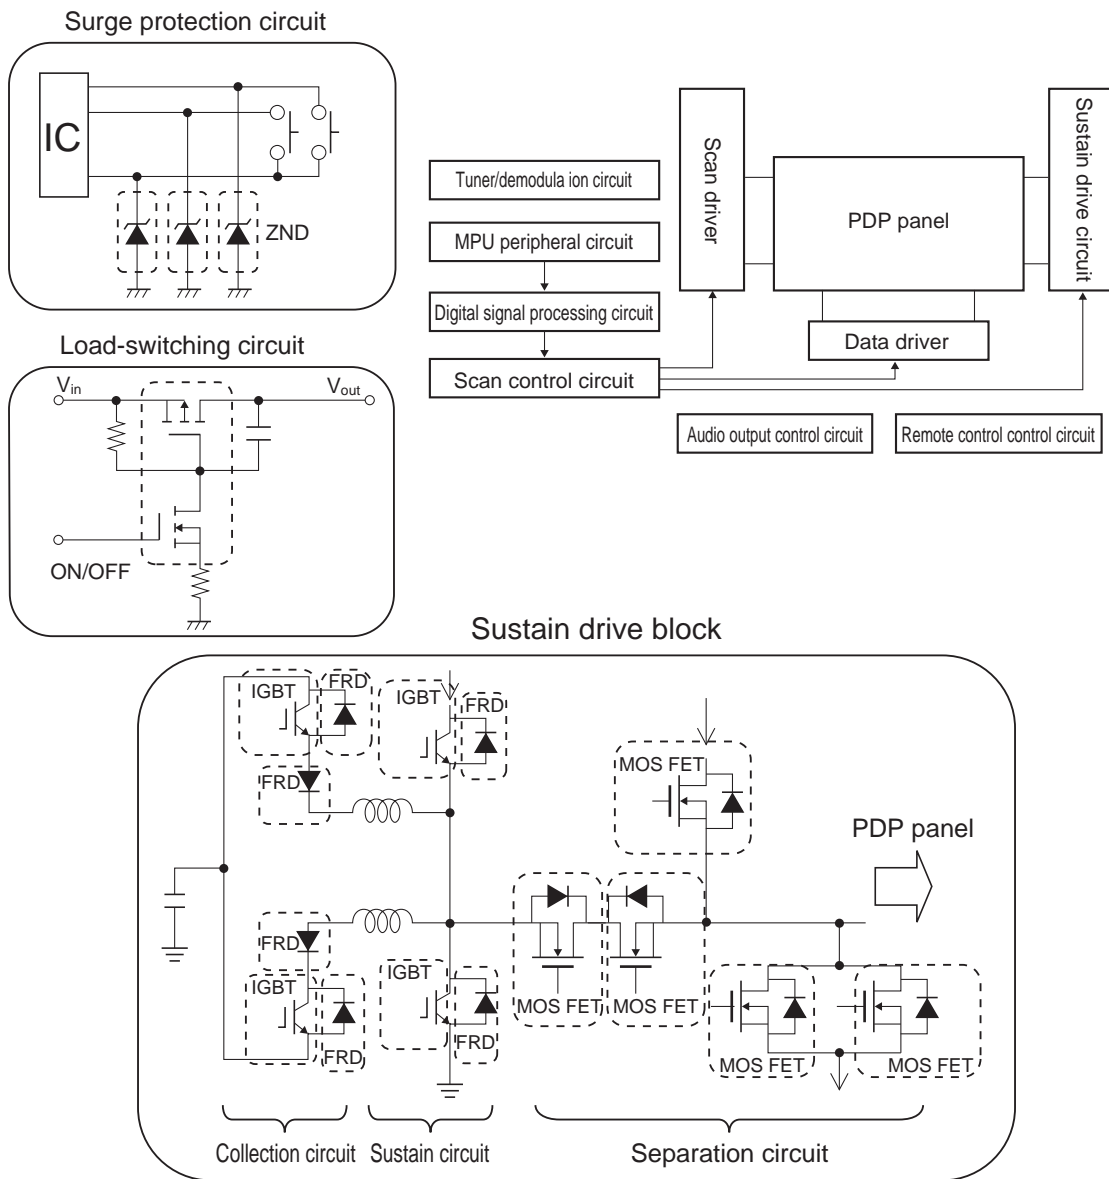 Surge protection circuit
IC
ZND
Load-switching circuit
Vin
Vout
ON/OFF
Tuner/demodula ion circuit
MPU peripheral circuit
Digital signal processing circuit
Scan control circuit
Scan driver
PDP panel
Sustain drive circuit
Data driver
Audio output control circuit
Remote control control circuit
Sustain drive block
IGBT
FRD
IGBT
FRD
FRD
MOS FET
PDP panel
FRD
IGBT
FRD
IGBT
FRD
MOS FET
MOS FET
MOS FET
MOS FET
Collection circuit
Sustain circuit
Separation circuit